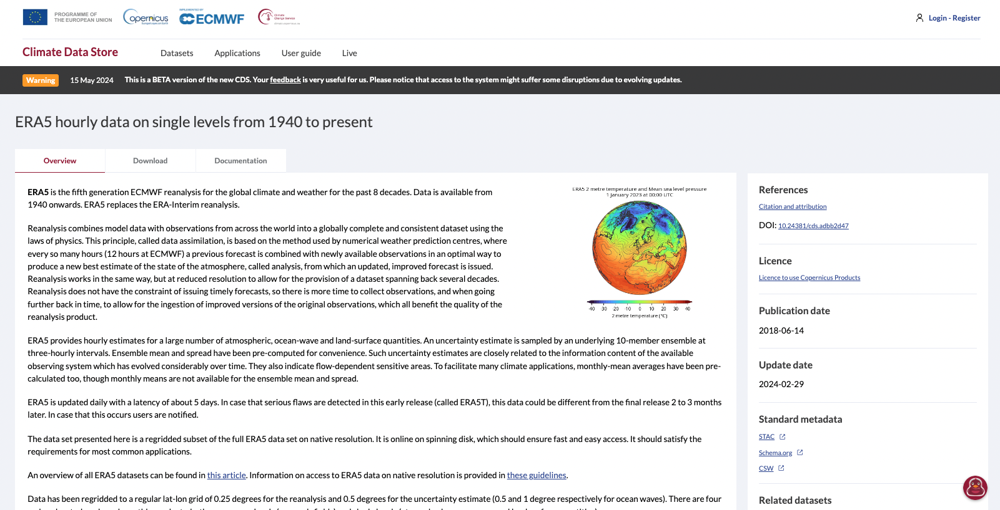 PROGRAMME OF
THE EUROPEAN UNION
opernicus
Europe's eyes on Earth
IMPLEMENTED BY
ECMWF
Climate
Change Service
climate.copernicus.eu
Login - Register
Climate Data Store
Datasets
Applications
User guide
Live
Warning
15 May 2024
This is a BETA version of the new CDS. Your feedback is very useful for us. Please notice that access to the system might suffer some disruptions due to evolving updates.
ERA5 hourly data on single levels from 1940 to present
Overview
Download
Documentation
ERA5 is the fifth generation ECMWF reanalysis for the global climate and weather for the past 8 decades. Data is available from
1940 onwards. ERA5 replaces the ERA-Interim reanalysis.
Reanalysis combines model data with observations from across the world into a globally complete and consistent dataset using the
laws of physics. This principle, called data assimilation, is based on the method used by numerical weather prediction centres, where
every so many hours (12 hours at ECMWF) a previous forecast is combined with newly available observations in an optimal way to
produce a new best estimate of the state of the atmosphere, called analysis, from which an updated, improved forecast is issued.
Reanalysis works in the same way, but at reduced resolution to allow for the provision of a dataset spanning back several decades.
Reanalysis does not have the constraint of issuing timely forecasts, so there is more time to collect observations, and when going
further back in time, to allow for the ingestion of improved versions of the original observations, which all benefit the quality of the
reanalysis product.
ERA5 2 metre temperature and Mean sea level pressure
1 January 2023 at 00:00 UTC
-40 -30 -20 -10 0 10 20 30 40
2 metre temperature (°C)
ERA5 provides hourly estimates for a large number of atmospheric, ocean-wave and land-surface quantities. An uncertainty estimate is sampled by an underlying 10-member ensemble at
three-hourly intervals. Ensemble mean and spread have been pre-computed for convenience. Such uncertainty estimates are closely related to the information content of the available
observing system which has evolved considerably over time. They also indicate flow-dependent sensitive areas. To facilitate many climate applications, monthly-mean averages have been pre-
calculated too, though monthly means are not available for the ensemble mean and spread.
ERA5 is updated daily with a latency of about 5 days. In case that serious flaws are detected in this early release (called ERA5T), this data could be different from the final release 2 to 3 months
later. In case that this occurs users are notified.
The data set presented here is a regridded subset of the full ERA5 data set on native resolution. It is online on spinning disk, which should ensure fast and easy access. It should satisfy the
requirements for most common applications.
An overview of all ERA5 datasets can be found in this article. Information on access to ERA5 data on native resolution is provided in these guidelines.
Data has been regridded to a regular lat-lon grid of 0.25 degrees for the reanalysis and 0.5 degrees for the uncertainty estimate (0.5 and 1 degree respectively for ocean waves). There are four
References
Citation and attribution
DOI: 10.24381/cds.adbb2d47
Licence
Licence to use Copernicus Products
Publication date
2018-06-14
Update date
2024-02-29
Standard metadata
STAC
Schema.org
CSW
Related datasets